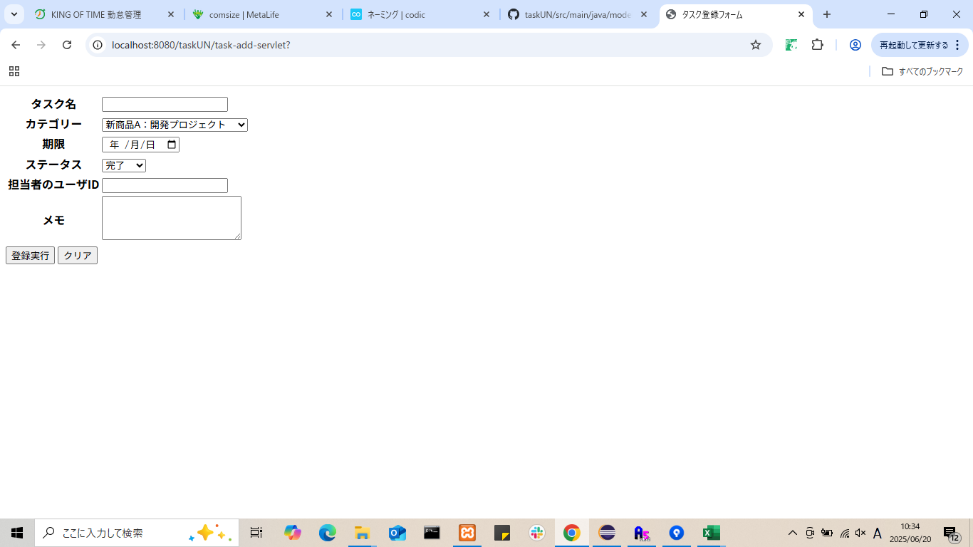 KING OF TIME 勤怠管理
comsize | MetaLife
ネーミング | codic
taskUN/src/main/java/mode
タスク登録フォーム
localhost:8080/taskUN/task-add-servlet?
再起動して更新する
すべてのブックマーク
タスク名
カテゴリー 新商品A：開発プロジェクト
期限 年 /月/日
ステータス 完了
担当者のユーザID
メモ
登録実行 クリア
ここに入力して検索
A
10:34
2025/06/20
12